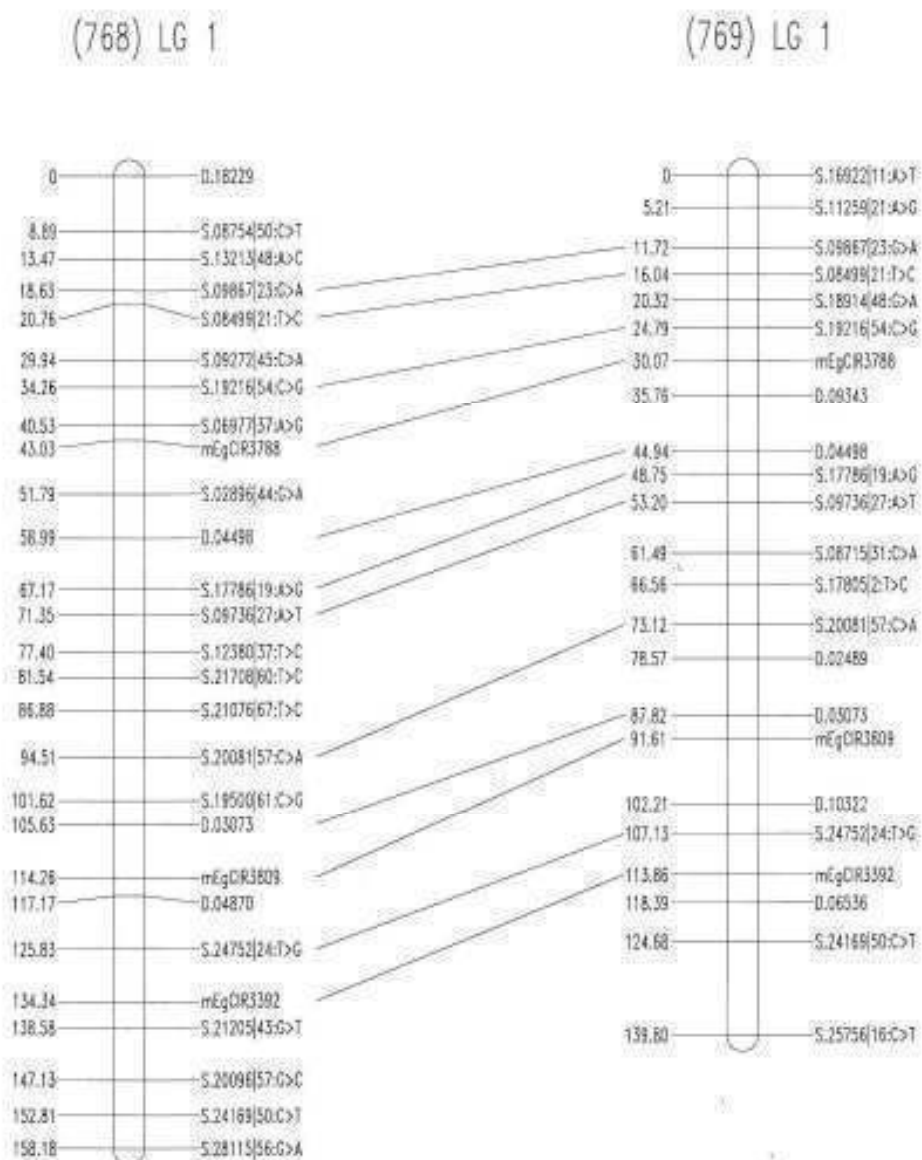 (768) LG 1
0 D.18229
8.89 S.08754|50:C>T
13.47 S.13213|48:A>C
18.63 S.09867|23:G>A
20.76 S.08499|21:T>C
29.94 S.09272|45:C>A
34.26 S.19216|54:C>G
40.53 S.06977|37:A>G
43.03 mEgCIR3788
51.79 S.02896|44:G>A
58.99 D.04498
67.17 S.17786|19:A>G
71.35 S.09736|27:A>T
77.40 S.12380|37:T>C
81.54 S.21708|60:T>C
86.88 S.21076|67:T>C
94.51 S.20081|57:C>A
101.62 S.19500|61:C>G
105.63 D.03073
114.26 mEgCIR3809
117.17 D.04870
125.83 S.24752|24:T>G
134.34 mEgCIR3392
138.58 S.21205|43:G>T
147.13 S.20096|57:G>C
152.81 S.24169|50:C>T
158.18 S.28115|56:G>A
(769) LG 1
0 S.16922|11:A>T
5.21 S.11259|21:A>G
11.72 S.09867|23:G>A
16.04 S.08499|21:T>C
20.32 S.18914|48:G>A
24.79 S.19216|54:C>G
30.07 mEgCIR3788
35.76 D.09343
44.94 D.04498
48.75 S.17786|19:A>G
53.20 S.09736|27:A>T
61.49 S.08715|31:C>A
66.56 S.17805|2:T>C
73.12 S.20081|57:C>A
78.57 D.02489
87.82 D.03073
91.61 mEgCIR3809
102.21 D.10322
107.13 S.24752|24:T>G
113.86 mEgCIR3392
118.39 D.06536
124.68 S.24169|50:C>T
139.80 S.25756|16:C>T